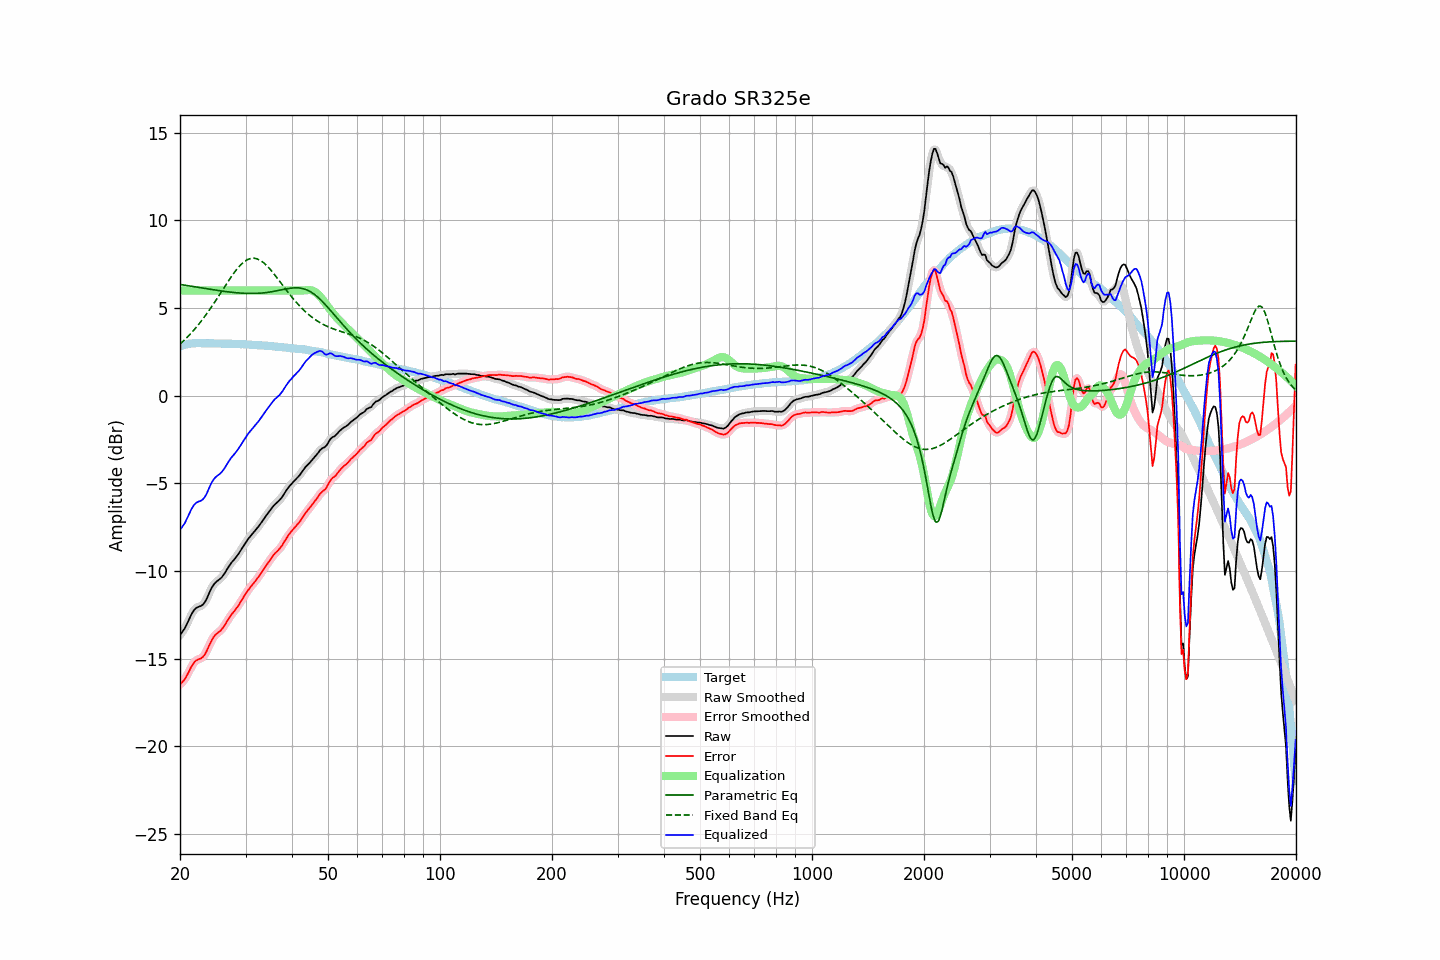 Grado SR325e
15
10
5
0
−5
−10
−15
−20
−25
Amplitude (dBr)
Target
Raw Smoothed
Error Smoothed
Raw
Error
Equalization
Parametric Eq
Fixed Band Eq
Equalized
20 50 100 200 500 1000 2000 5000 10000 20000
Frequency (Hz)